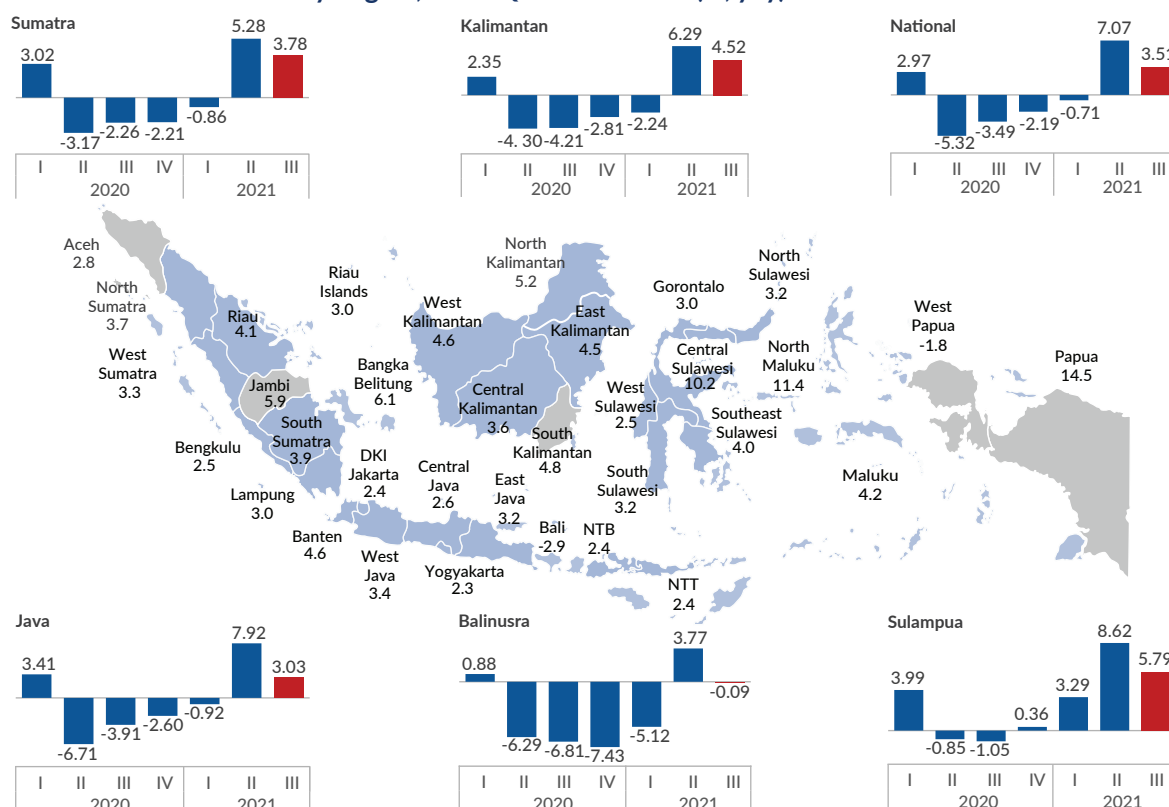 Sumatra
3.02
-3.17
-2.26
-2.21
-0.86
5.28
3.78
I II III IV I II III
2020 2021
Kalimantan
2.35
-4.30
-4.21
-2.81
-2.24
6.29
4.52
I II III IV I II III
2020 2021
National
2.97
-5.32
-3.49
-2.19
-0.71
7.07
3.51
I II III IV I II III
2020 2021
Aceh
2.8
North
Sumatra
3.7
West
Sumatra
3.3
Riau
4.1
Riau
Islands
3.0
Jambi
5.9
Bengkulu
2.5
South
Sumatra
3.9
Lampung
3.0
Bangka
Belitung
6.1
Banten
4.6
DKI
Jakarta
2.4
West
Java
3.4
Central
Java
2.6
Yogyakarta
2.3
East
Java
3.2
Bali
-2.9
NTB
2.4
NTT
2.4
West
Kalimantan
4.6
North
Kalimantan
5.2
East
Kalimantan
4.5
Central
Kalimantan
3.6
South
Kalimantan
4.8
Gorontalo
3.0
North
Sulawesi
3.2
Central
Sulawesi
10.2
West
Sulawesi
2.5
Southeast
Sulawesi
4.0
South
Sulawesi
3.2
North
Maluku
11.4
Maluku
4.2
West
Papua
-1.8
Papua
14.5
Java
3.41
-6.71
-3.91
-2.60
-0.92
7.92
3.03
I II III IV I II III
2020 2021
Balinusra
0.88
-6.29
-6.81
-7.43
-5.12
3.77
-0.09
I II III IV I II III
2020 2021
Sulampua
3.99
-0.85
-1.05
0.36
3.29
8.62
5.79
I II III IV I II III
2020 2021